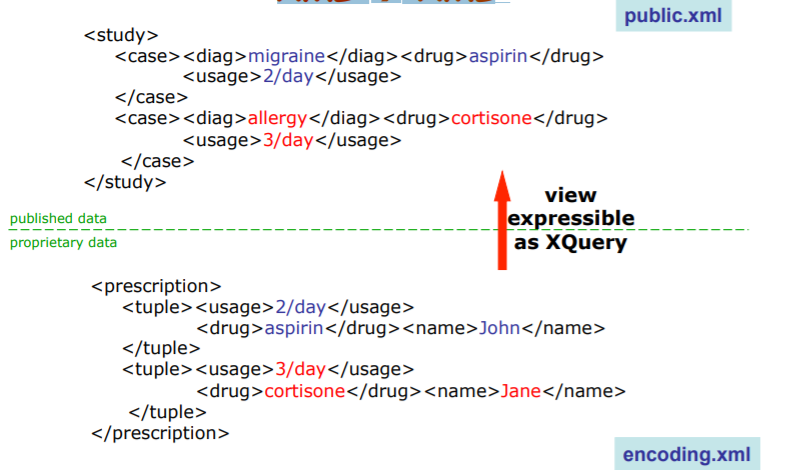 public.xml
<study>
<case><diag>migraine</diag><drug>aspirin</drug>
<usage>2/day</usage>
</case>
<case><diag>allergy</diag><drug>cortisone</drug>
<usage>3/day</usage>
</case>
</study>
view
expressible
as XQuery
published data
proprietary data
<prescription>
<tuple><usage>2/day</usage>
<drug>aspirin</drug><name>John</name>
</tuple>
<tuple><usage>3/day</usage>
<drug>cortisone</drug><name>Jane</name>
</tuple>
</prescription>
encoding.xml